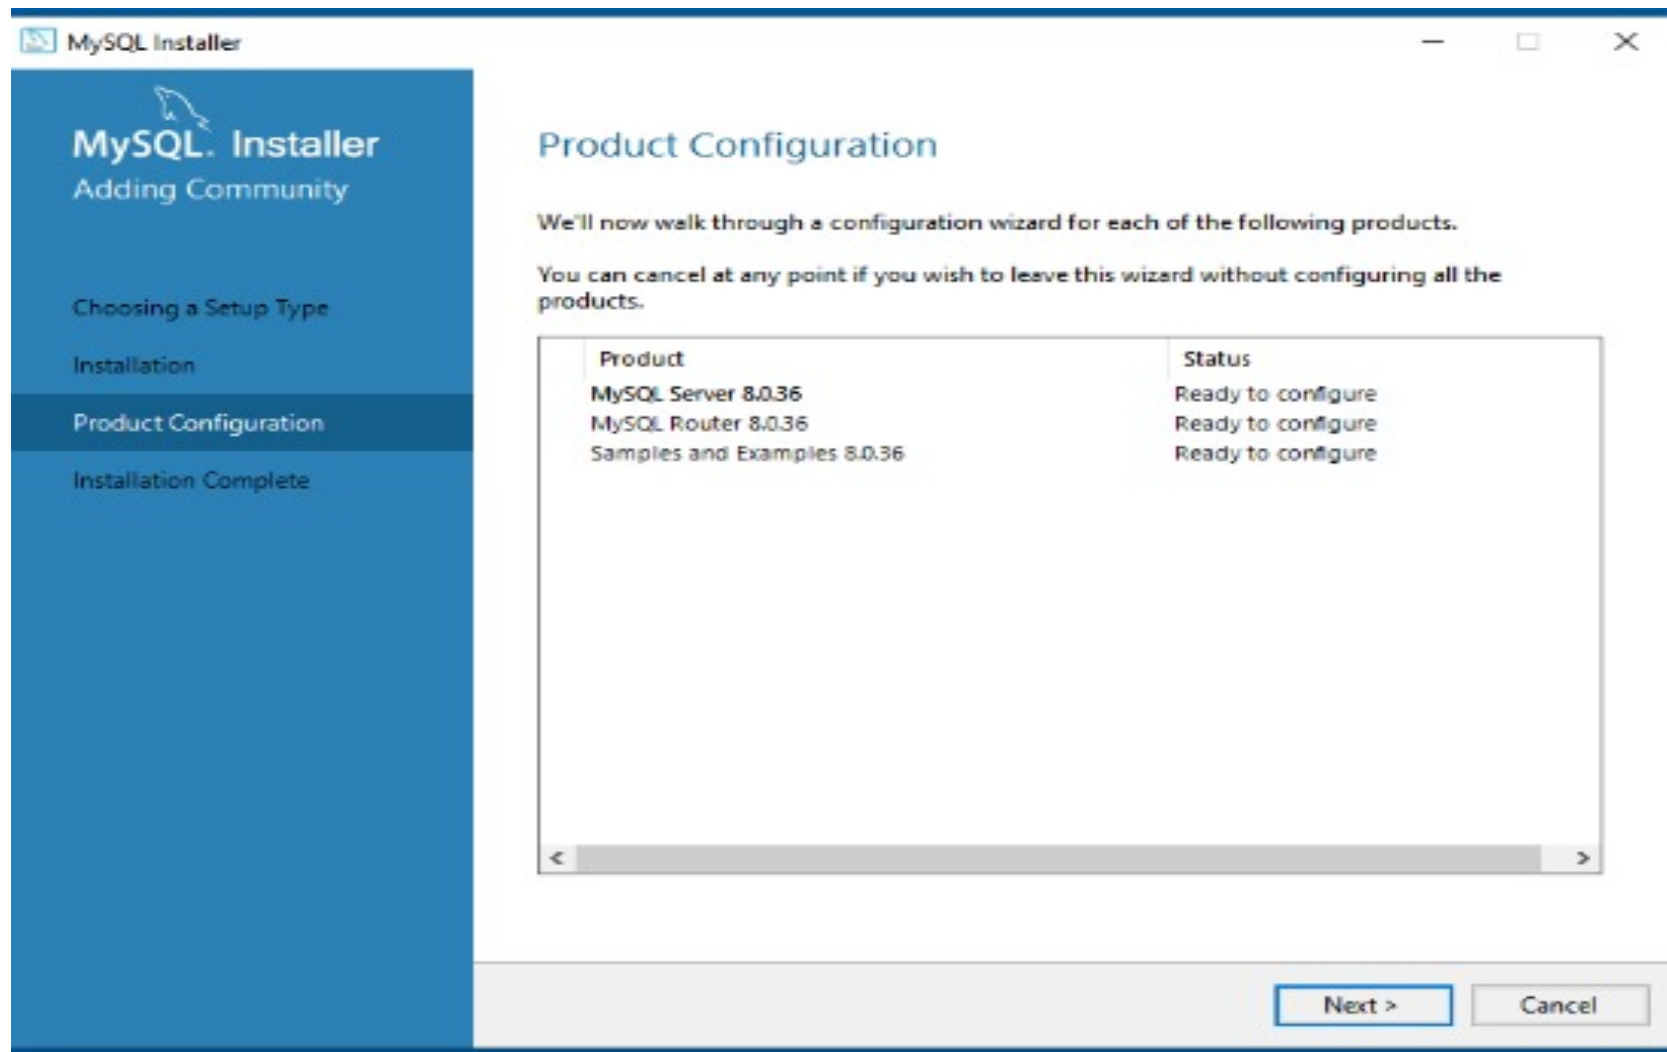 MySQL Installer
MySQL. Installer
Adding Community
Choosing a Setup Type
Installation
Product Configuration
Installation Complete
Product Configuration
We'll now walk through a configuration wizard for each of the following products.
You can cancel at any point if you wish to leave this wizard without configuring all the
products.
Product Status
MySQL Server 8.0.36 Ready to configure
MySQL Router 8.0.36 Ready to configure
Samples and Examples 8.0.36 Ready to configure
Next > Cancel